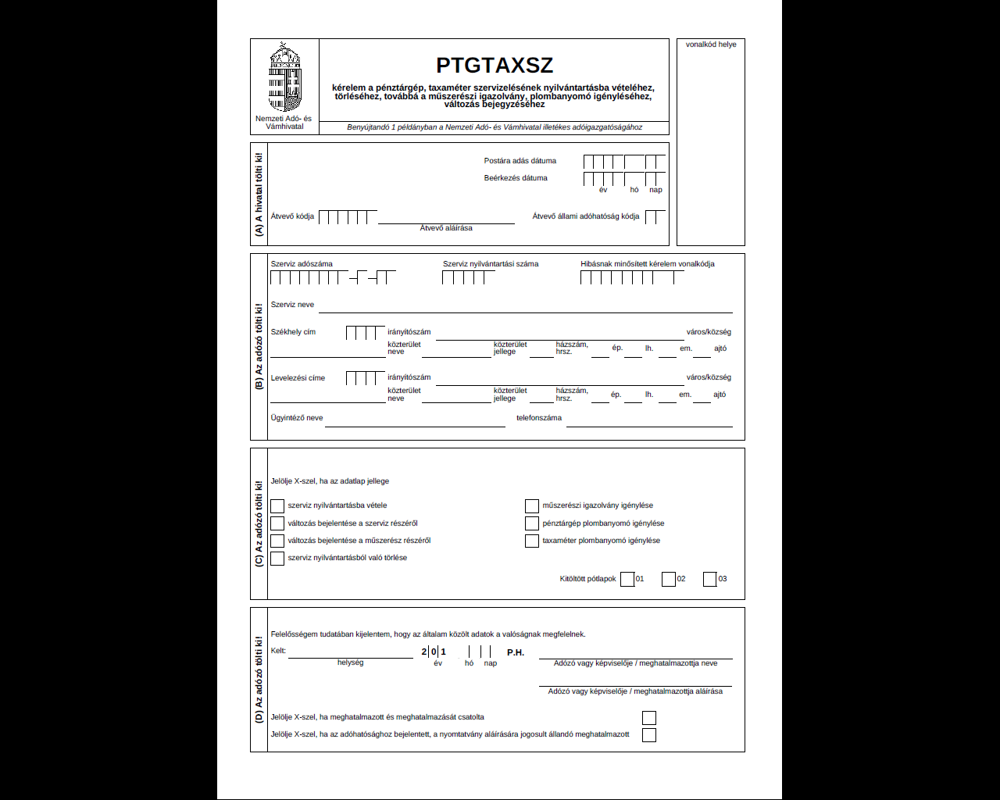 vonalkód helye
PTGTAXSZ
kérelem a pénztárgép, taxaméter szervizelésének nyilvántartásba vételéhez,
törléséhez, továbbá a műszerészi igazolvány, plombanyomó igényléséhez,
változás bejegyzéséhez
Nemzeti Adó- és
Vámhivatal
Benyújtandó 1 példányban a Nemzeti Adó- és Vámhivatal illetékes adóigazgatóságához
(A) A hivatal tölti ki!
Postára adás dátuma
Beérkezés dátuma
év hó nap
Átvevő kódja
Átvevő állami adóhatóság kódja
Átvevő aláírása
(B) Az adózó tölti ki!
Szerviz adószáma Szerviz nyilvántartási száma Hibásnak minősített kérelem vonalkódja
Szerviz neve
Székhely cím irányítószám város/község
közterület neve közterület jellege házszám, hrsz. ép. lh. em. ajtó
Levelezési címe irányítószám város/község
közterület neve közterület jellege házszám, hrsz. ép. lh. em. ajtó
Ügyintéző neve telefonszáma
(C) Az adózó tölti ki!
Jelölje X-szel, ha az adatlap jellege
szerviz nyilvántartásba vétele műszerészi igazolvány igénylése
változás bejelentése a szerviz részéről pénztárgép plombanyomó igénylése
változás bejelentése a műszerész részéről taxaméter plombanyomó igénylése
szerviz nyilvántartásból való törlése
Kitöltött pótlapok 01 02 03
(D) Az adózó tölti ki!
Felelősségem tudatában kijelentem, hogy az általam közölt adatok a valóságnak megfelelnek.
Kelt: 2 0 1 P.H.
helység év hó nap Adózó vagy képviselője / meghatalmazottja neve
Adózó vagy képviselője / meghatalmazottja aláírása
Jelölje X-szel, ha meghatalmazott és meghatalmazását csatolta
Jelölje X-szel, ha az adóhatósághoz bejelentett, a nyomtatvány aláírására jogosult állandó meghatalmazott